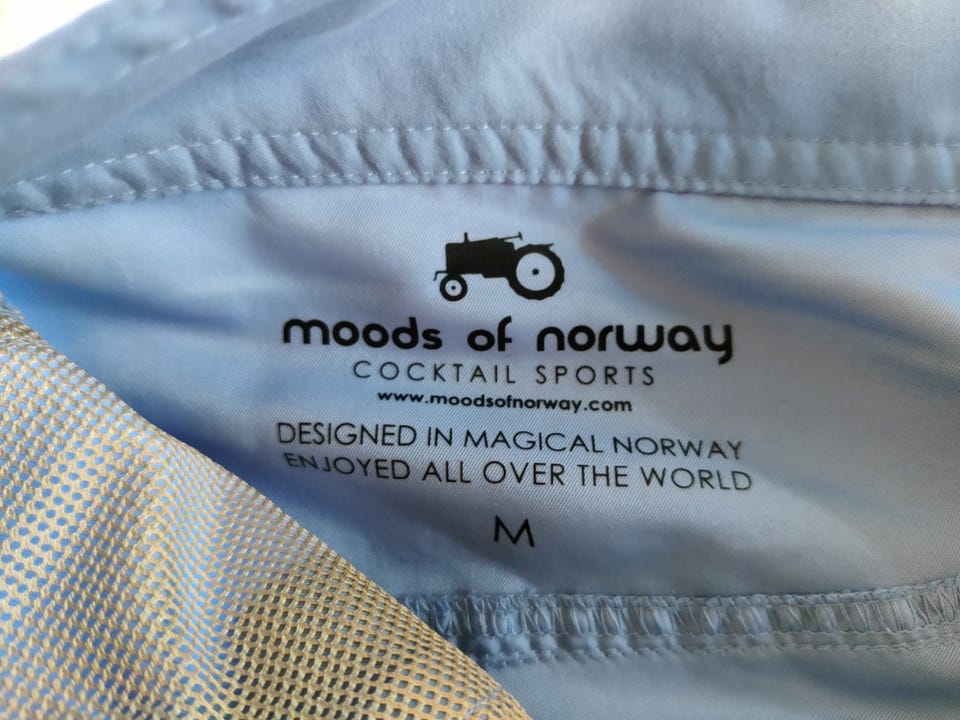 moods of norway
COCKTAIL SPORTS
www.moodsofnorway.com
DESIGNED IN MAGICAL NORWAY
ENJOYED ALL OVER THE WORLD
M